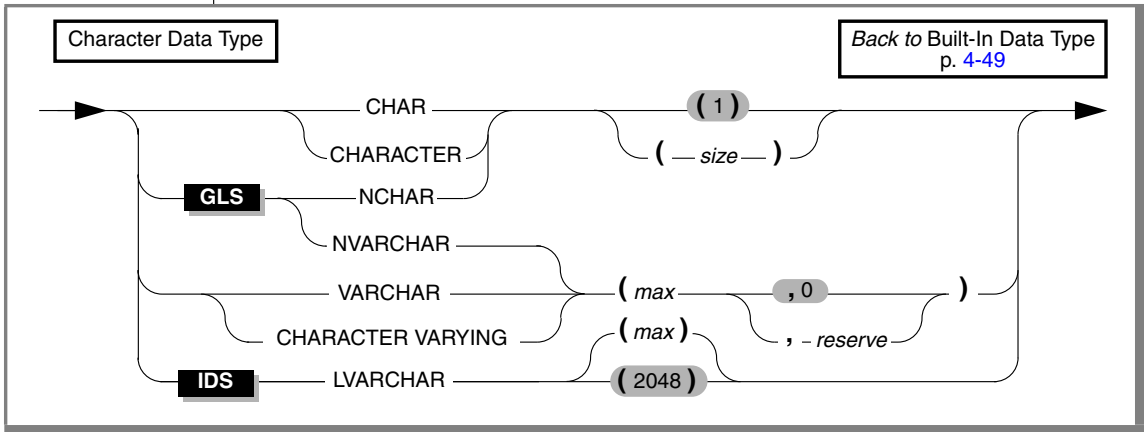 Character Data Type
Back to Built-In Data Type
p. 4-49
CHAR ( 1 )
CHARACTER ( size )
GLS NCHAR
NVARCHAR
VARCHAR ( max , 0 )
CHARACTER VARYING ( max ) , reserve
IDS LVARCHAR ( 2048 )